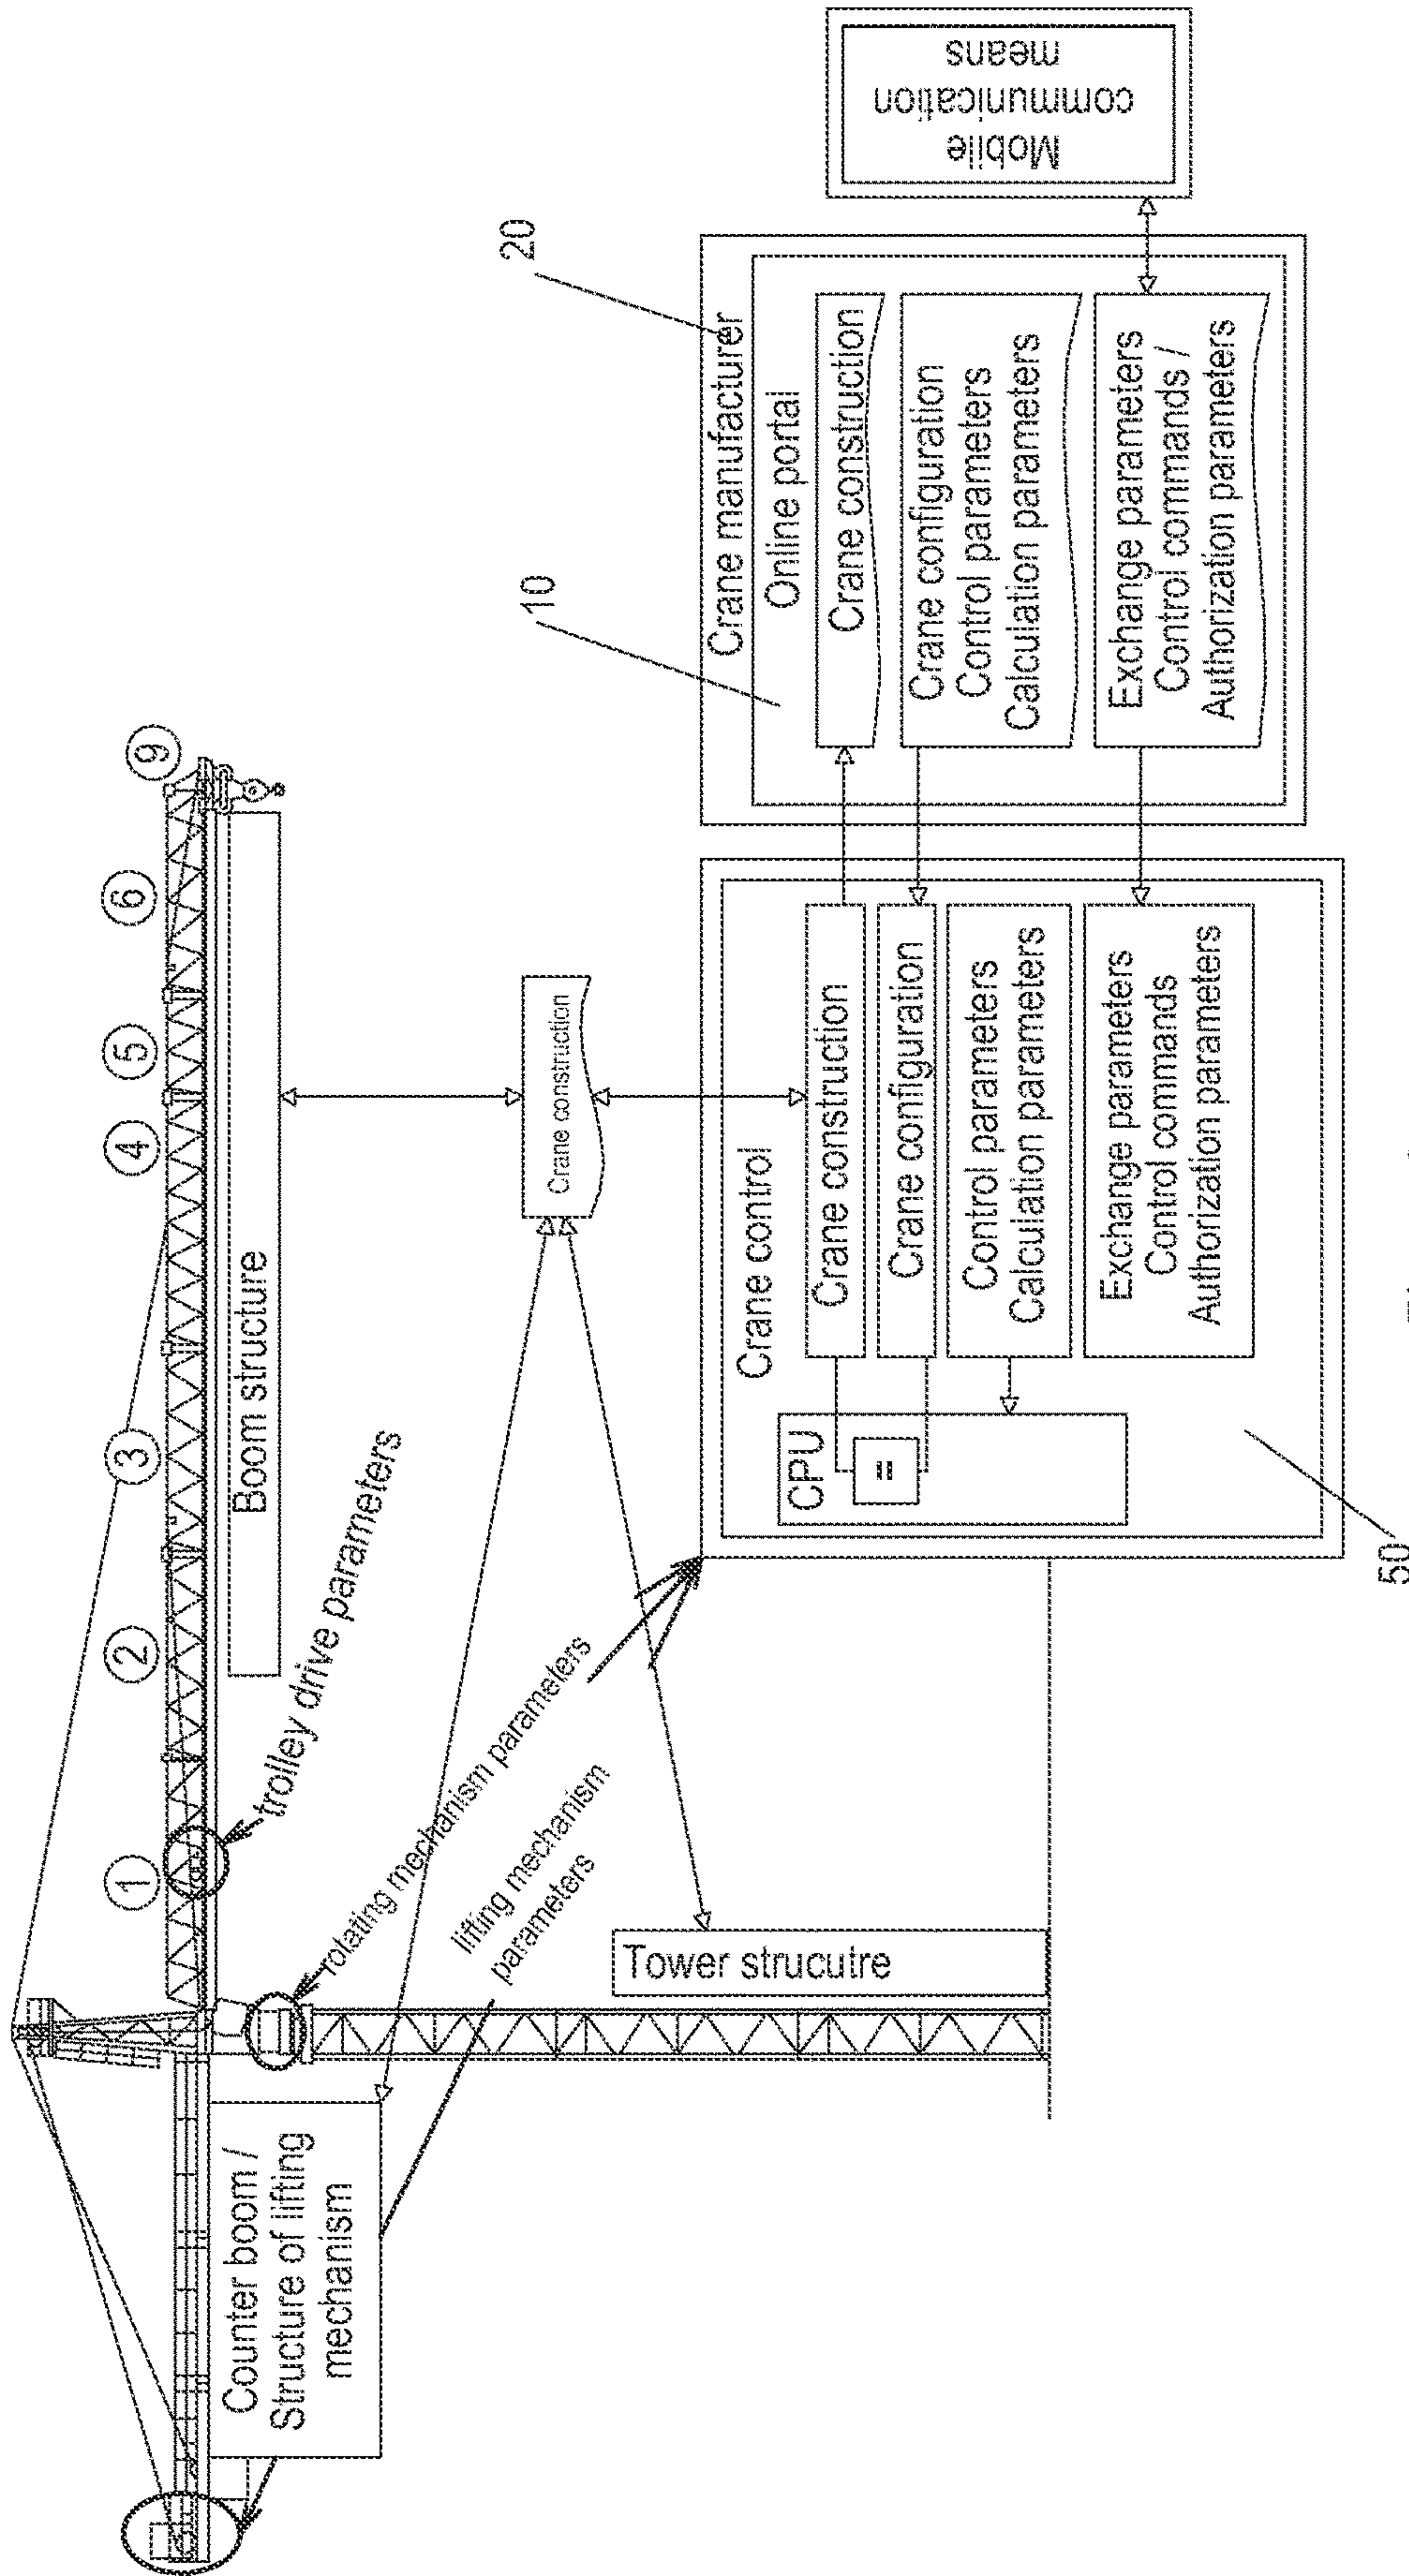 1
2
3
4
5
6
9
Boom structure
trolley drive parameters
Counter boom /
Structure of lifting
mechanism
rotating mechanism parameters
lifting mechanism
parameters
Tower strucutre
Crane construction
Crane control
CPU
=
Crane construction
Crane configuration
Control parameters
Calculation parameters
Exchange parameters
Control commands
Authorization parameters
50
10
20
Crane manufacturer
Online portal
Crane construction
Crane configuration
Control parameters
Calculation parameters
Exchange parameters
Control commands /
Authorization parameters
Mobile
communication
means